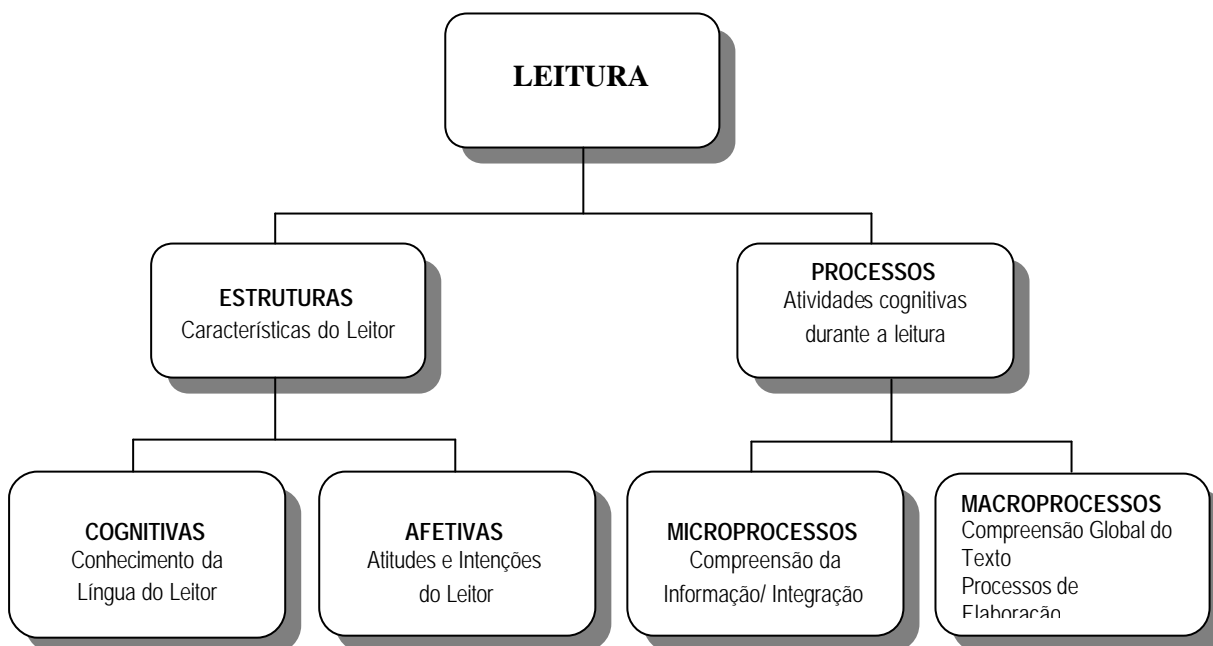 LEITURA
ESTRUTURAS
Características do Leitor
PROCESSOS
Atividades cognitivas
durante a leitura
COGNITIVAS
Conhecimento da
Língua do Leitor
AFETIVAS
Atitudes e Intenções
do Leitor
MICROPROCESSOS
Compreensão da
Informação/ Integração
MACROPROCESSOS
Compreensão Global do
Texto
Processos de
Elaboração